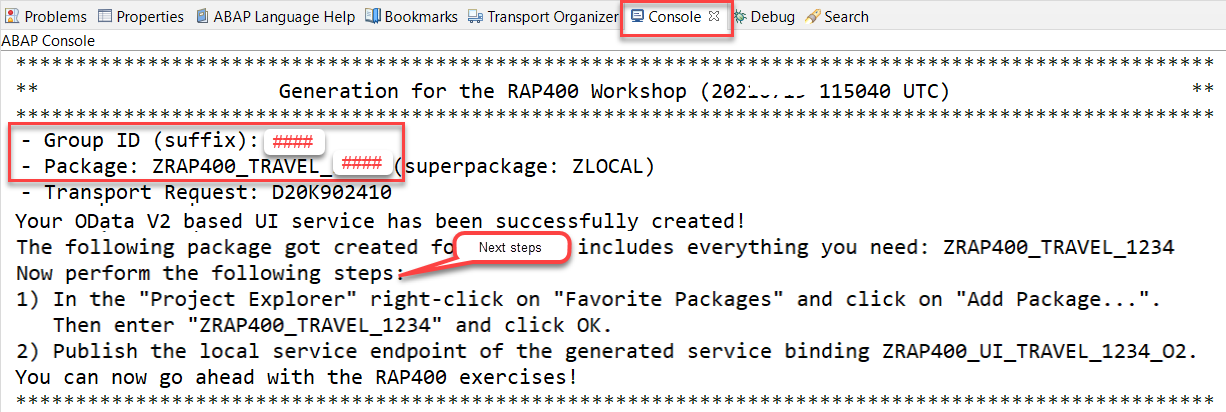 Problems Properties ABAP Language Help Bookmarks Transport Organizer Console Debug Search
ABAP Console
****************************************************************************************************
** Generation for the RAP400 Workshop ( 115040 UTC) **
****************************************************************************************************
- Group ID (suffix): ####
- Package: ZRAP400_TRAVEL_ #### (superpackage: ZLOCAL)
- Transport Request: D20K902410
Your OData V2 based UI service has been successfully created!
The following package got created fo Next steps includes everything you need: ZRAP400_TRAVEL_1234
Now perform the following steps:
1) In the "Project Explorer" right-click on "Favorite Packages" and click on "Add Package...".
Then enter "ZRAP400_TRAVEL_1234" and click OK.
2) Publish the local service endpoint of the generated service binding ZRAP400_UI_TRAVEL_1234_O2.
You can now go ahead with the RAP400 exercises!
****************************************************************************************************